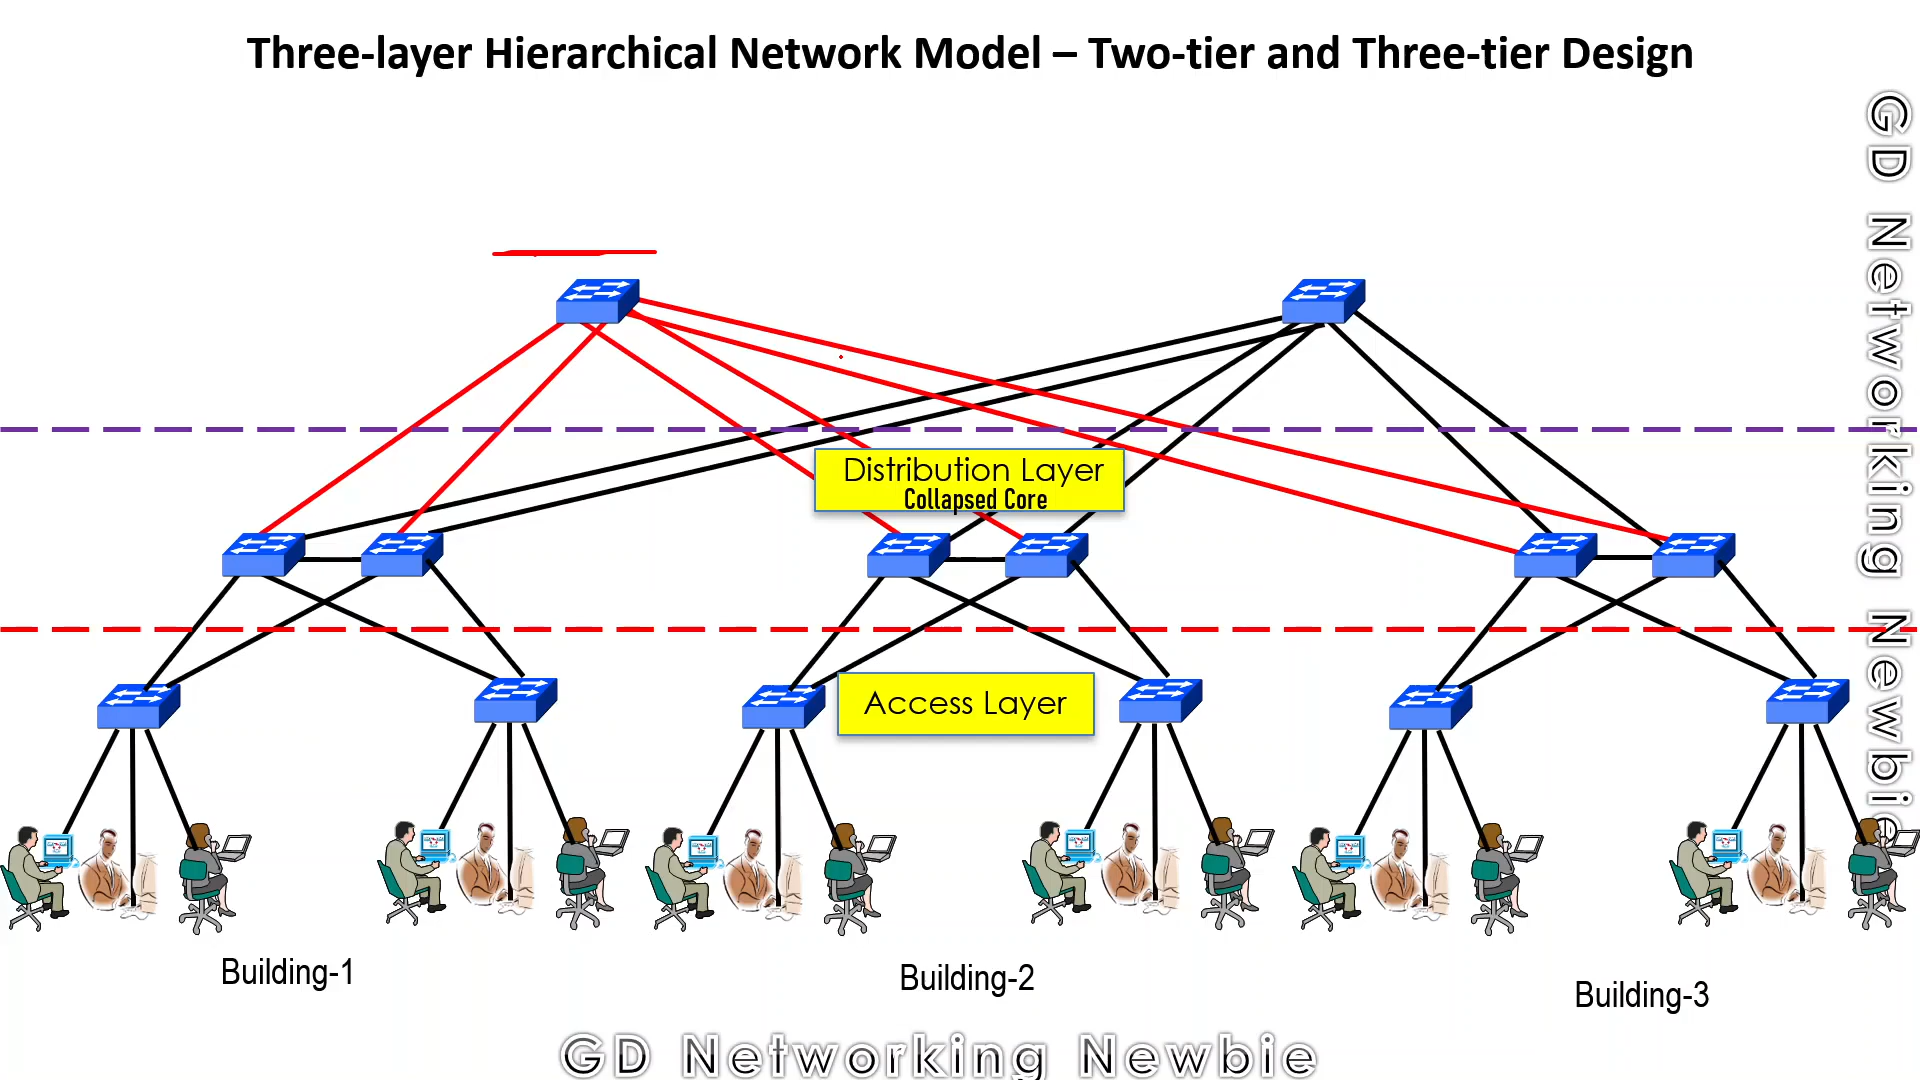 Three-layer Hierarchical Network Model – Two-tier and Three-tier Design
GD Networking Newbie
Distribution Layer
Collapsed Core
Access Layer
Building-1
Building-2
Building-3
GD Networking Newbie